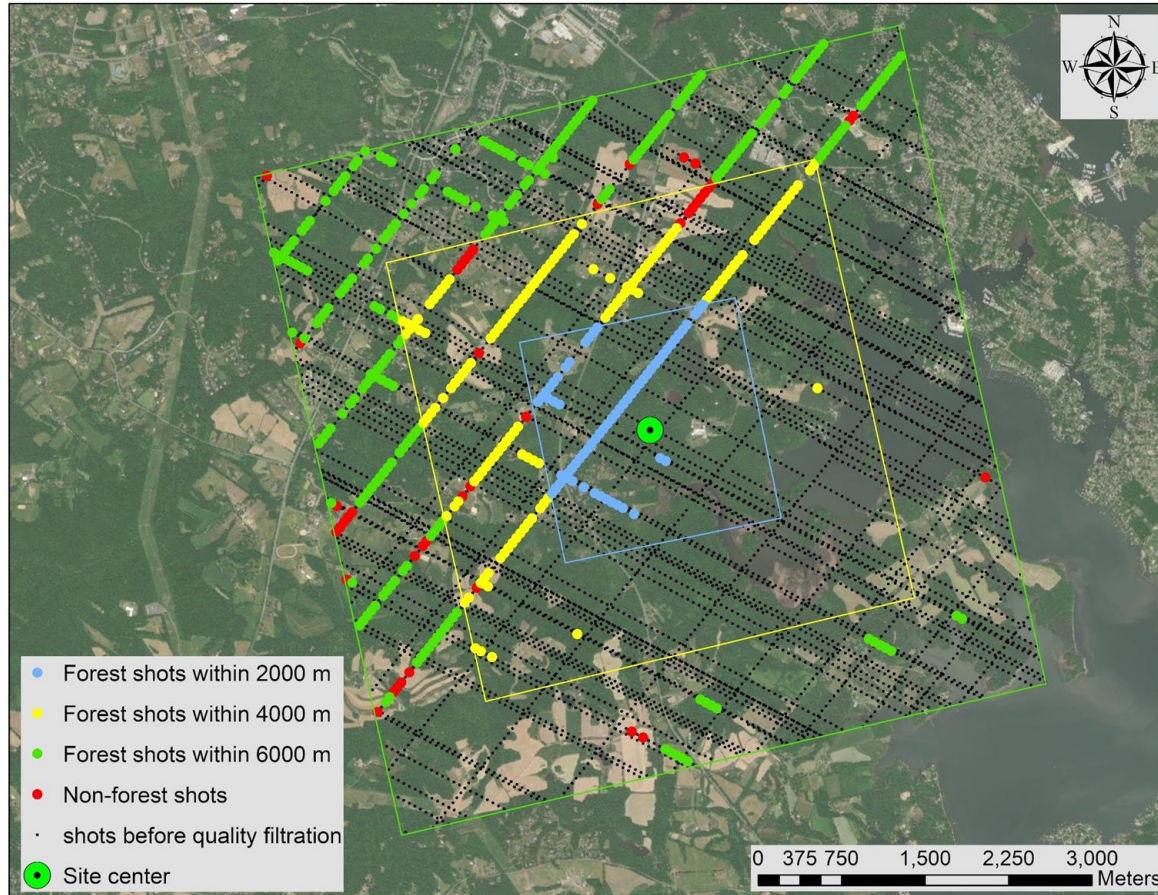 N
W E
S
Forest shots within 2000 m
Forest shots within 4000 m
Forest shots within 6000 m
Non-forest shots
shots before quality filtration
Site center
0 375 750 1,500 2,250 3,000
Meters